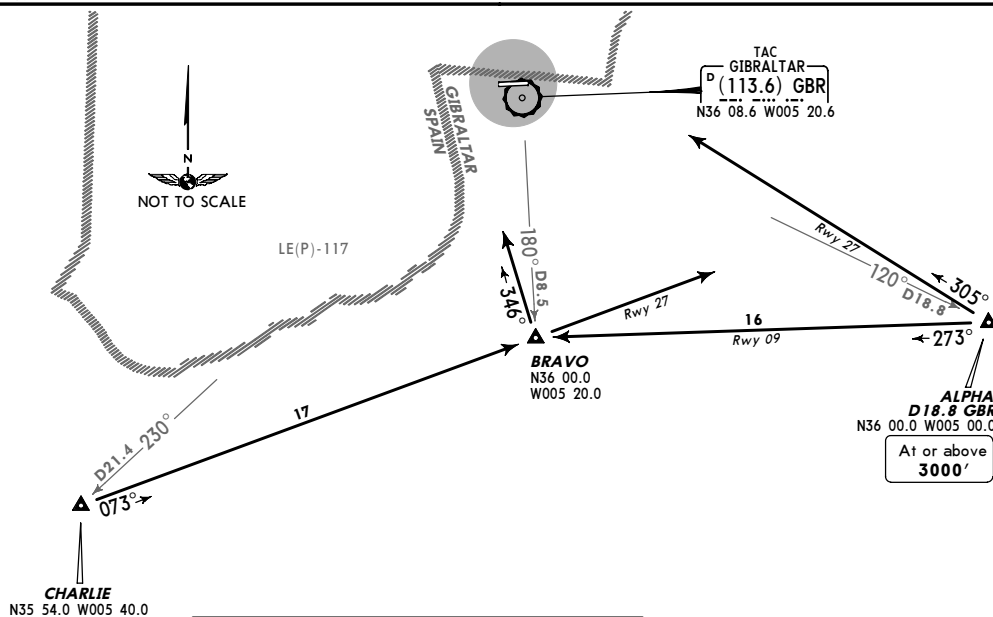 TAC
GIBRALTAR
D (113.6) GBR
N36 08.6 W005 20.6
GIBRALTAR
SPAIN
N
NOT TO SCALE
LE(P)-117
180° D8.5
346°
Rwy 27
Rwy 27
120° D18.8
305°
16
Rwy 09
273°
BRAVO
N36 00.0
W005 20.0
ALPHA
D18.8 GBR
N36 00.0 W005 00.0
At or above
3000'
17
D21.4 230°
073°
CHARLIE
N35 54.0 W005 40.0